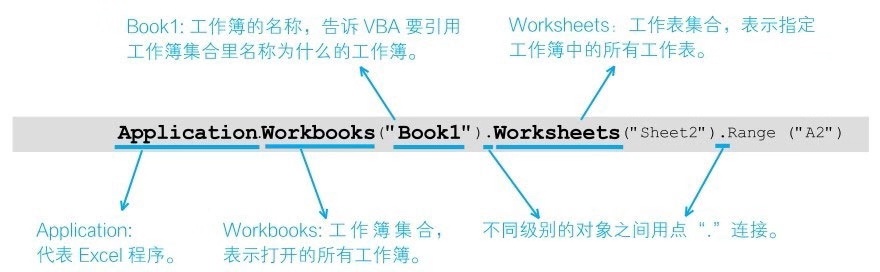 Book1: 工作簿的名称，告诉 VBA 要引用
工作簿集合里名称为什么的工作簿。
Worksheets：工作表集合，表示指定
工作簿中的所有工作表。
Application.Workbooks("Book1").Worksheets("Sheet2").Range ("A2")
Application:
代表 Excel 程序。
Workbooks: 工作簿集合，
表示打开的所有工作簿。
不同级别的对象之间用点“.”连接。